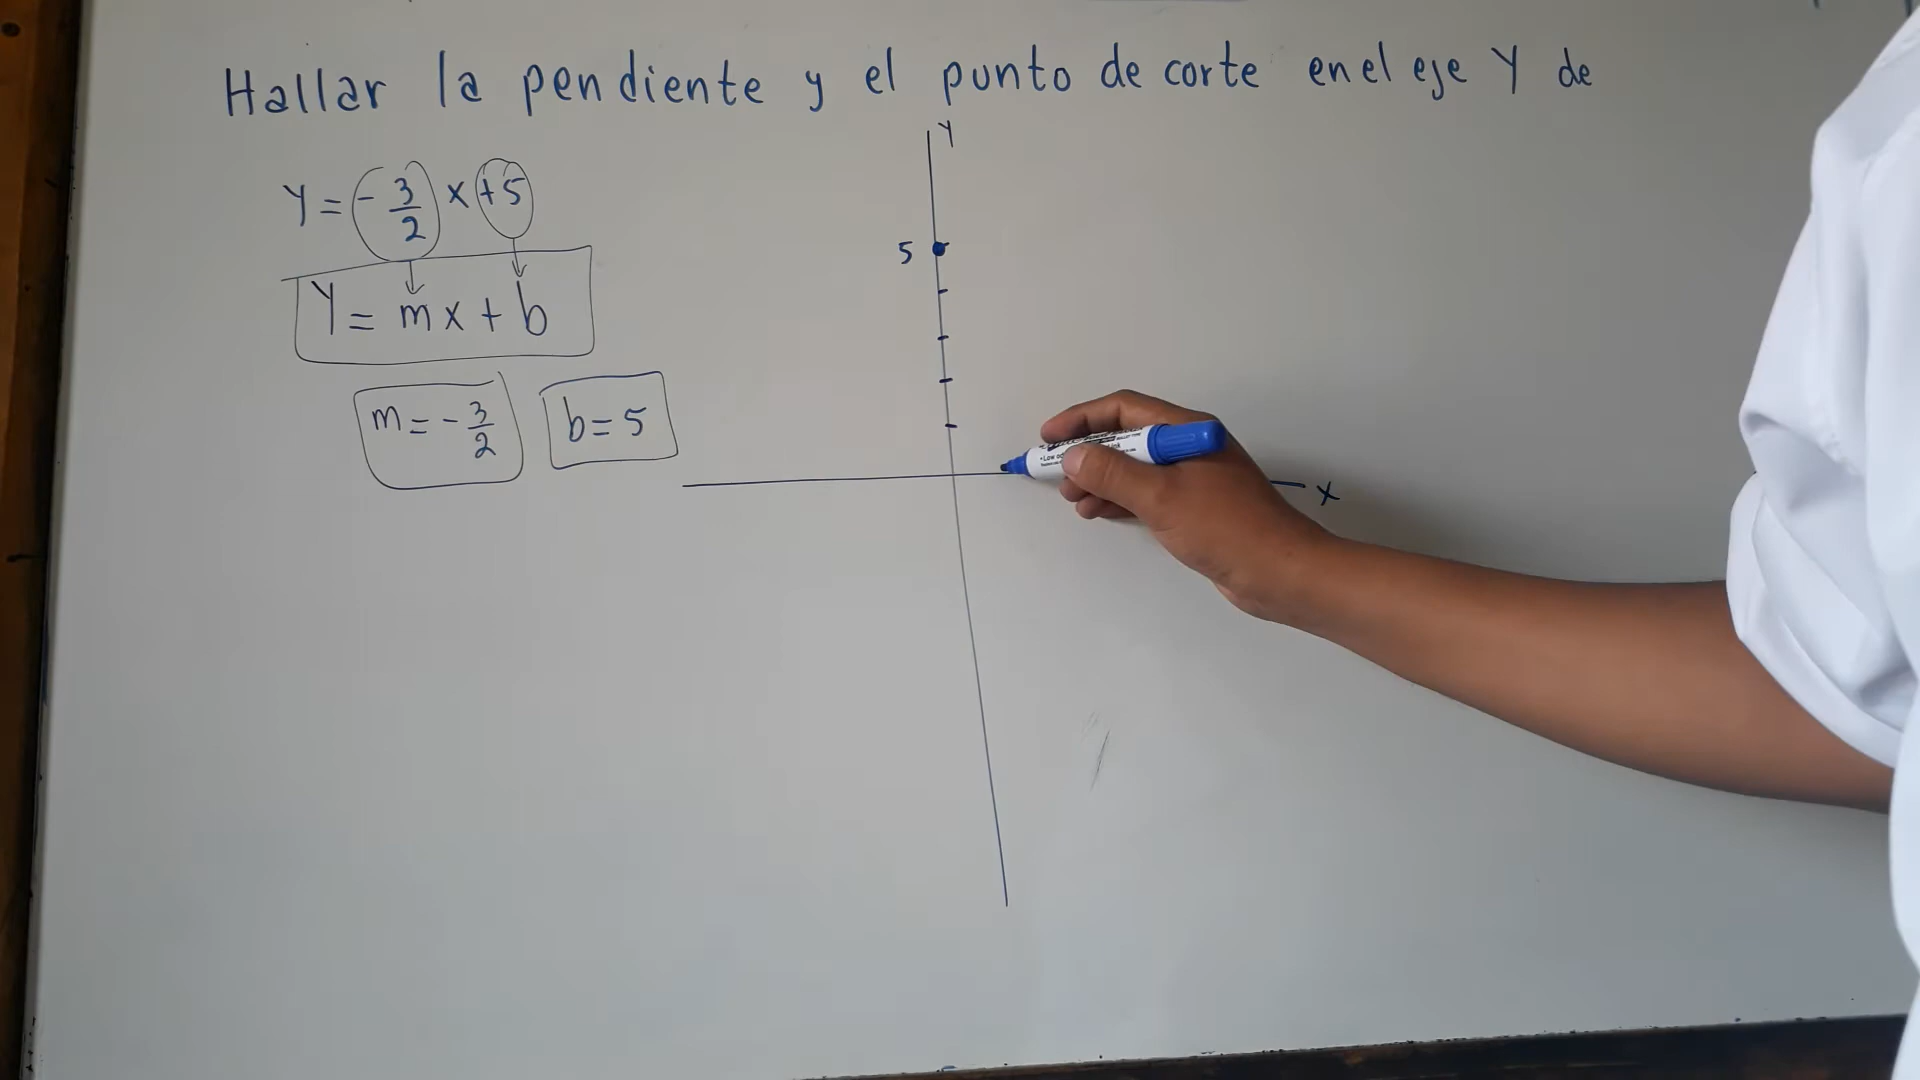 Hallar la pendiente y el punto de corte en el eje Y de
Y = - 3/2 x + 5
Y = mx + b
m = - 3/2
b = 5
Y
5
x